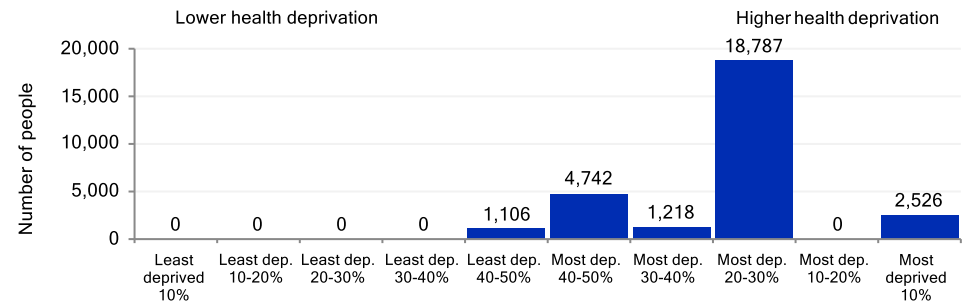 Lower health deprivation
Higher health deprivation
Number of people
20,000
15,000
10,000
5,000
0
0
0
0
0
1,106
4,742
1,218
18,787
0
2,526
Least
deprived
10%
Least dep.
10-20%
Least dep.
20-30%
Least dep.
30-40%
Least dep.
40-50%
Most dep.
40-50%
Most dep.
30-40%
Most dep.
20-30%
Most dep.
10-20%
Most
deprived
10%